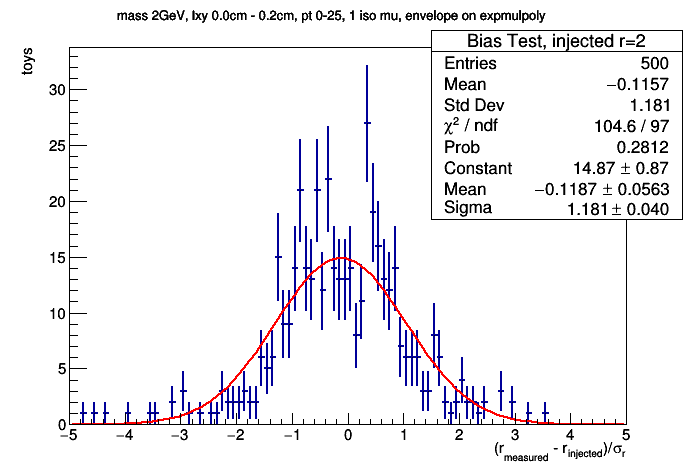 mass 2GeV, lxy 0.0cm - 0.2cm, pt 0-25, 1 iso mu, envelope on expmulpoly
Bias Test, injected r=2
Entries 500
Mean −0.1157
Std Dev 1.181
χ² / ndf 104.6 / 97
Prob 0.2812
Constant 14.87 ± 0.87
Mean −0.1187 ± 0.0563
Sigma 1.181 ± 0.040
toys
30
25
20
15
10
5
0
−5 −4 −3 −2 −1 0 1 2 3 4 5
(r_measured - r_injected)/σ_r